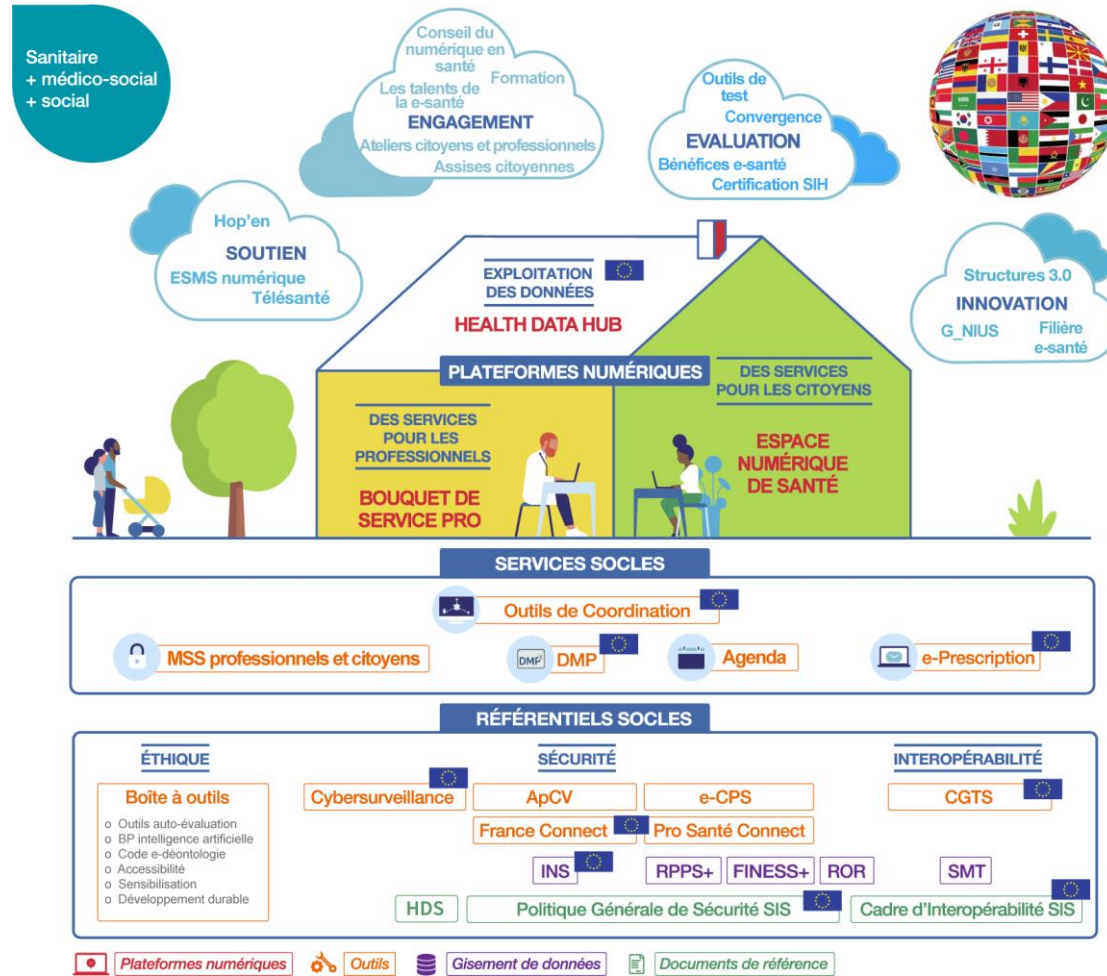 Sanitaire
+ médico-social
+ social
Conseil du
numérique en
santé
Formation
Les talents de
la e-santé
ENGAGEMENT
Ateliers citoyens et professionnels
Assises citoyennes
Outils de
test
Convergence
EVALUATION
Bénéfices e-santé
Certification SIH
Hop'en
SOUTIEN
ESMS numérique
Télésanté
Structures 3.0
INNOVATION
G_NIUS
Filière
e-santé
EXPLOITATION
DES DONNÉES
HEALTH DATA HUB
PLATEFORMES NUMÉRIQUES
DES SERVICES
POUR LES
PROFESSIONNELS
BOUQUET DE
SERVICE PRO
DES SERVICES
POUR LES CITOYENS
ESPACE
NUMÉRIQUE
DE SANTÉ
SERVICES SOCLES
Outils de Coordination
MSS professionnels et citoyens
DMP
DMP
Agenda
e-Prescription
RÉFÉRENTIELS SOCLES
ÉTHIQUE
Boîte à outils
o Outils auto-évaluation
o BP intelligence artificielle
o Code e-déontologie
o Accessibilité
o Sensibilisation
o Développement durable
SÉCURITÉ
Cybersurveillance
ApCV
e-CPS
France Connect
Pro Santé Connect
INS
RPPS+
FINESS+
ROR
HDS
Politique Générale de Sécurité SIS
INTEROPÉRABILITÉ
CGTS
SMT
Cadre d'Interopérabilité SIS
Plateformes numériques
Outils
Gisement de données
Documents de référence